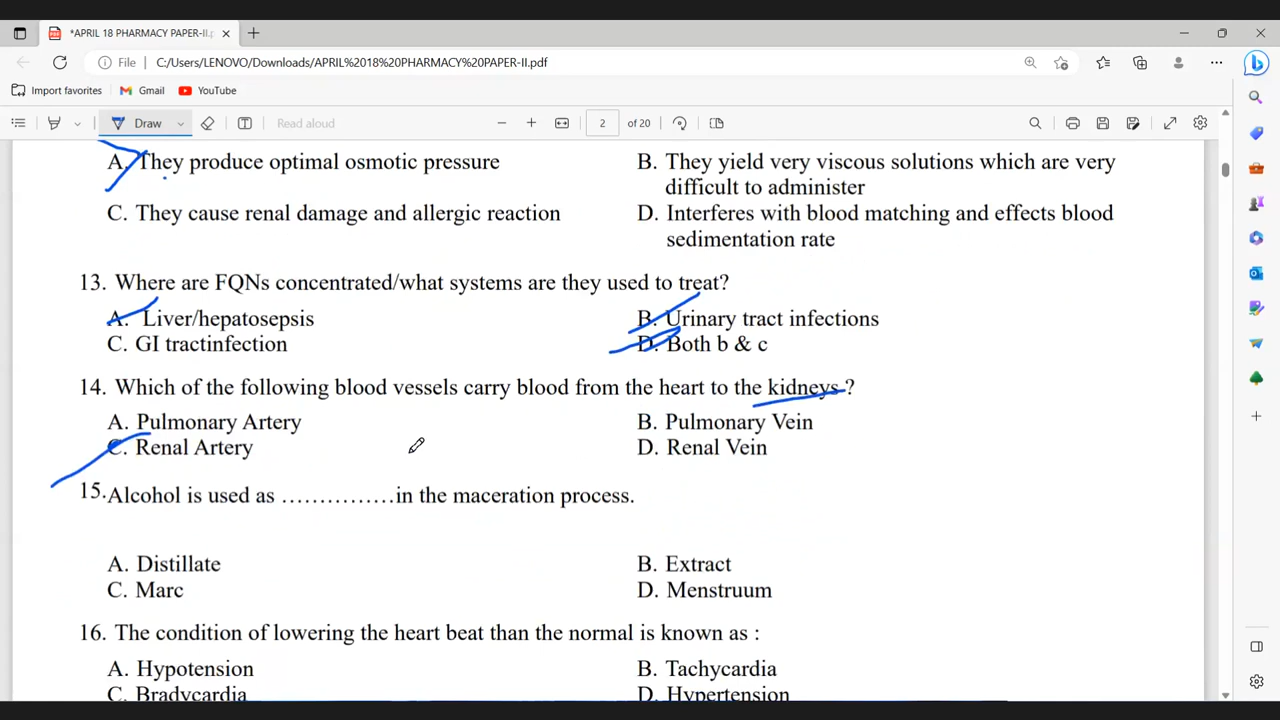 *APRIL 18 PHARMACY PAPER-II.p
File C:/Users/LENOVO/Downloads/APRIL%2018%20PHARMACY%20PAPER-II.pdf
Import favorites Gmail YouTube
Draw Read aloud 2 of 20
A. They produce optimal osmotic pressure
B. They yield very viscous solutions which are very
difficult to administer
C. They cause renal damage and allergic reaction
D. Interferes with blood matching and effects blood
sedimentation rate
13. Where are FQNs concentrated/what systems are they used to treat?
A. Liver/hepatosepsis
B. Urinary tract infections
C. GI tractinfection
D. Both b & c
14. Which of the following blood vessels carry blood from the heart to the kidneys ?
A. Pulmonary Artery
B. Pulmonary Vein
C. Renal Artery
D. Renal Vein
15. Alcohol is used as ……………in the maceration process.
A. Distillate
B. Extract
C. Marc
D. Menstruum
16. The condition of lowering the heart beat than the normal is known as :
A. Hypotension
B. Tachycardia
C. Bradycardia
D. Hypertension